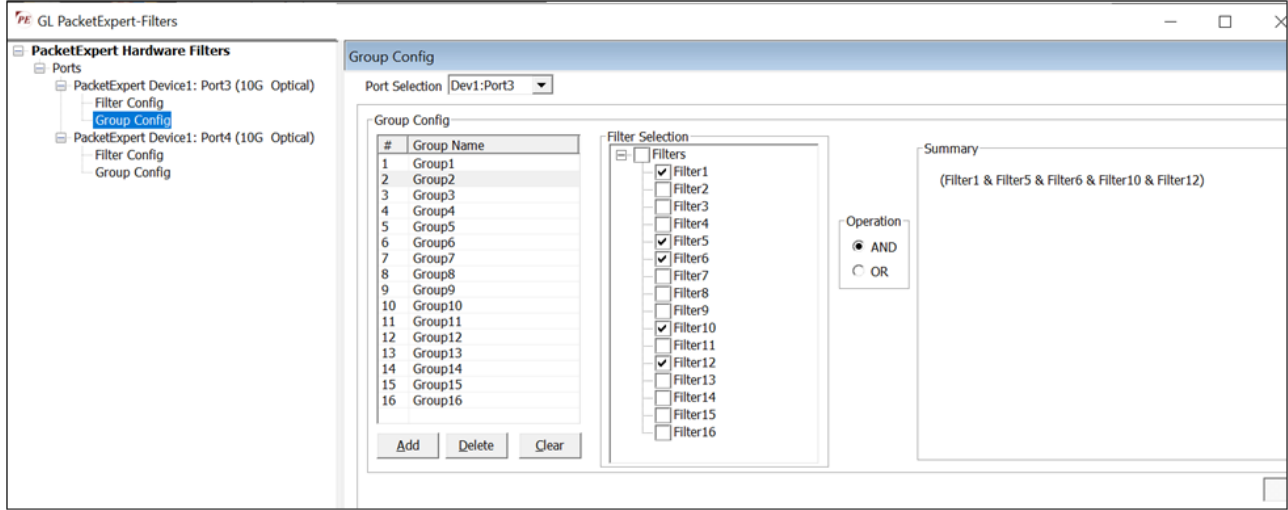 PE GL PacketExpert-Filters
PacketExpert Hardware Filters
Ports
PacketExpert Device1: Port3 (10G Optical)
Filter Config
Group Config
PacketExpert Device1: Port4 (10G Optical)
Filter Config
Group Config
Group Config
Port Selection Dev1:Port3
Group Config
# Group Name
1 Group1
2 Group2
3 Group3
4 Group4
5 Group5
6 Group6
7 Group7
8 Group8
9 Group9
10 Group10
11 Group11
12 Group12
13 Group13
14 Group14
15 Group15
16 Group16
Add Delete Clear
Filter Selection
Filters
Filter1
Filter2
Filter3
Filter4
Filter5
Filter6
Filter7
Filter8
Filter9
Filter10
Filter11
Filter12
Filter13
Filter14
Filter15
Filter16
Operation
AND
OR
Summary
(Filter1 & Filter5 & Filter6 & Filter10 & Filter12)